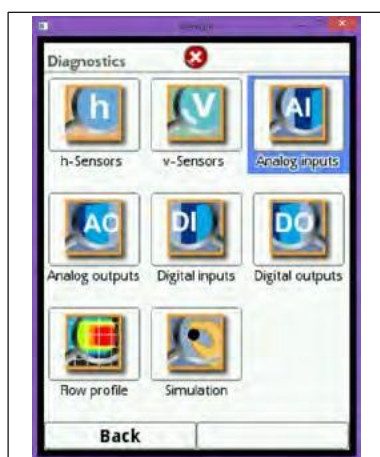 Diagnostics
h
V
AI
h-Sensors
v-Sensors
Analog inputs
AO
DI
DO
Analog outputs
Digital inputs
Digital outputs
Flow profile
Simulation
Back